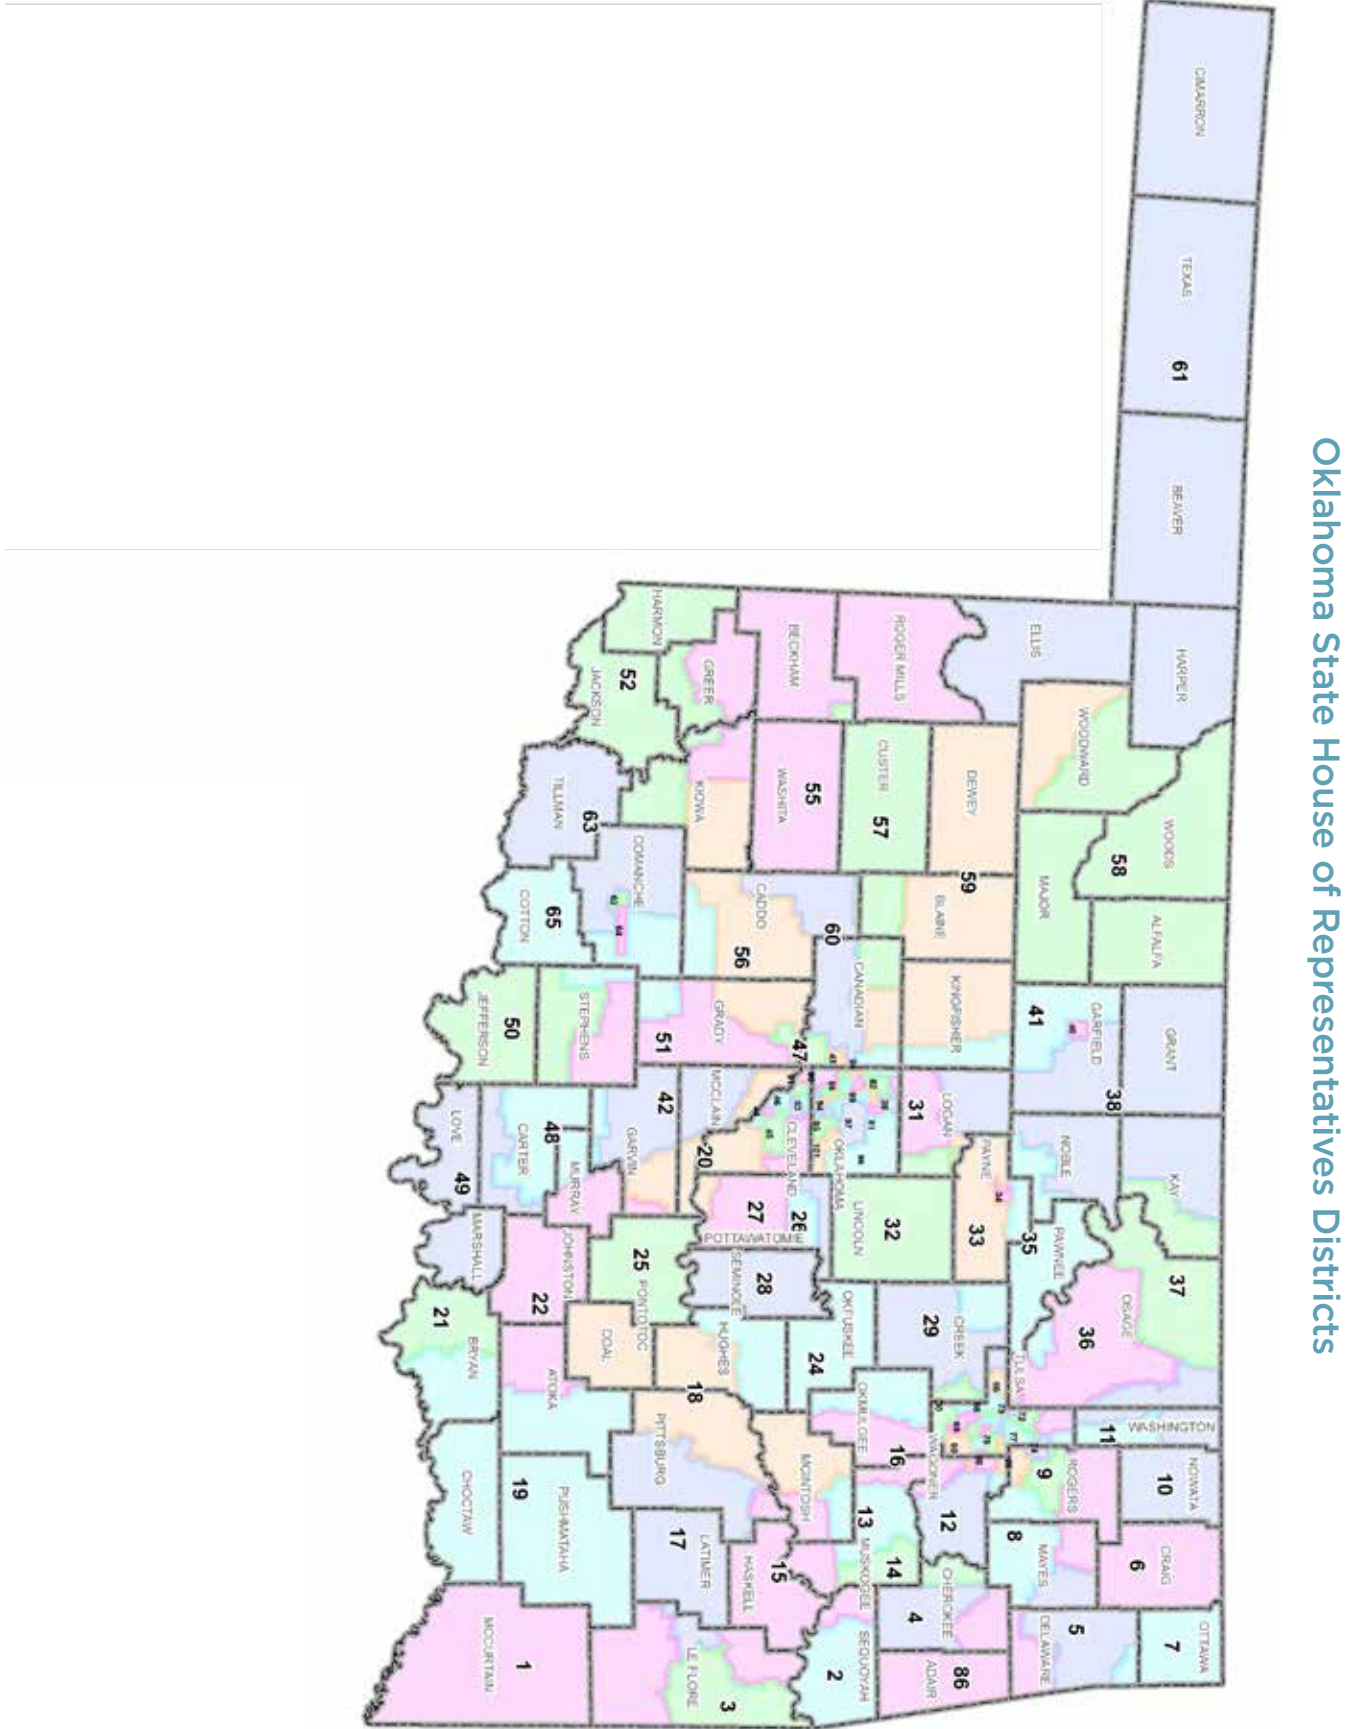 Oklahoma State House of Representatives Districts
CIMARRON
TEXAS
61
BEAVER
HARPER
ELLIS
WOODWARD
WOODS
58
ALFALFA
MAJOR
GRANT
GARFIELD
41
38
KAY
NOBLE
37
OSAGE
36
PAWNEE
35
WASHINGTON
11
NOWATA
10
CRAIG
6
OTTAWA
7
ROGERS
9
MAYES
8
DELAWARE
5
ROGER MILLS
DEWEY
59
BLAINE
KINGFISHER
LOGAN
31
PAYNE
34
33
CREEK
29
TULSA
WAGONER
12
CHEROKEE
4
ADAIR
86
BECKHAM
CUSTER
57
WASHITA
55
CADDO
60
56
CANADIAN
47
OKLAHOMA
CLEVELAND
LINCOLN
32
POTTAWATOMIE
27
26
SEMINOLE
28
OKFUSKEE
24
OKMULGEE
16
MCINTOSH
13
MUSKOGEE
14
SEQUOYAH
2
HASKELL
15
HARMON
GREER
52
JACKSON
KIOWA
TILLMAN
63
COMANCHE
64
COTTON
65
GRADY
51
STEPHENS
JEFFERSON
50
MCCLAIN
42
20
GARVIN
MURRAY
48
CARTER
LOVE
49
MARSHALL
JOHNSTON
22
PONTOTOC
25
COAL
HUGHES
18
PITTSBURG
LATIMER
17
LE FLORE
3
BRYAN
21
ATOKA
PUSHMATAHA
19
CHOCTAW
MCCURTAIN
1